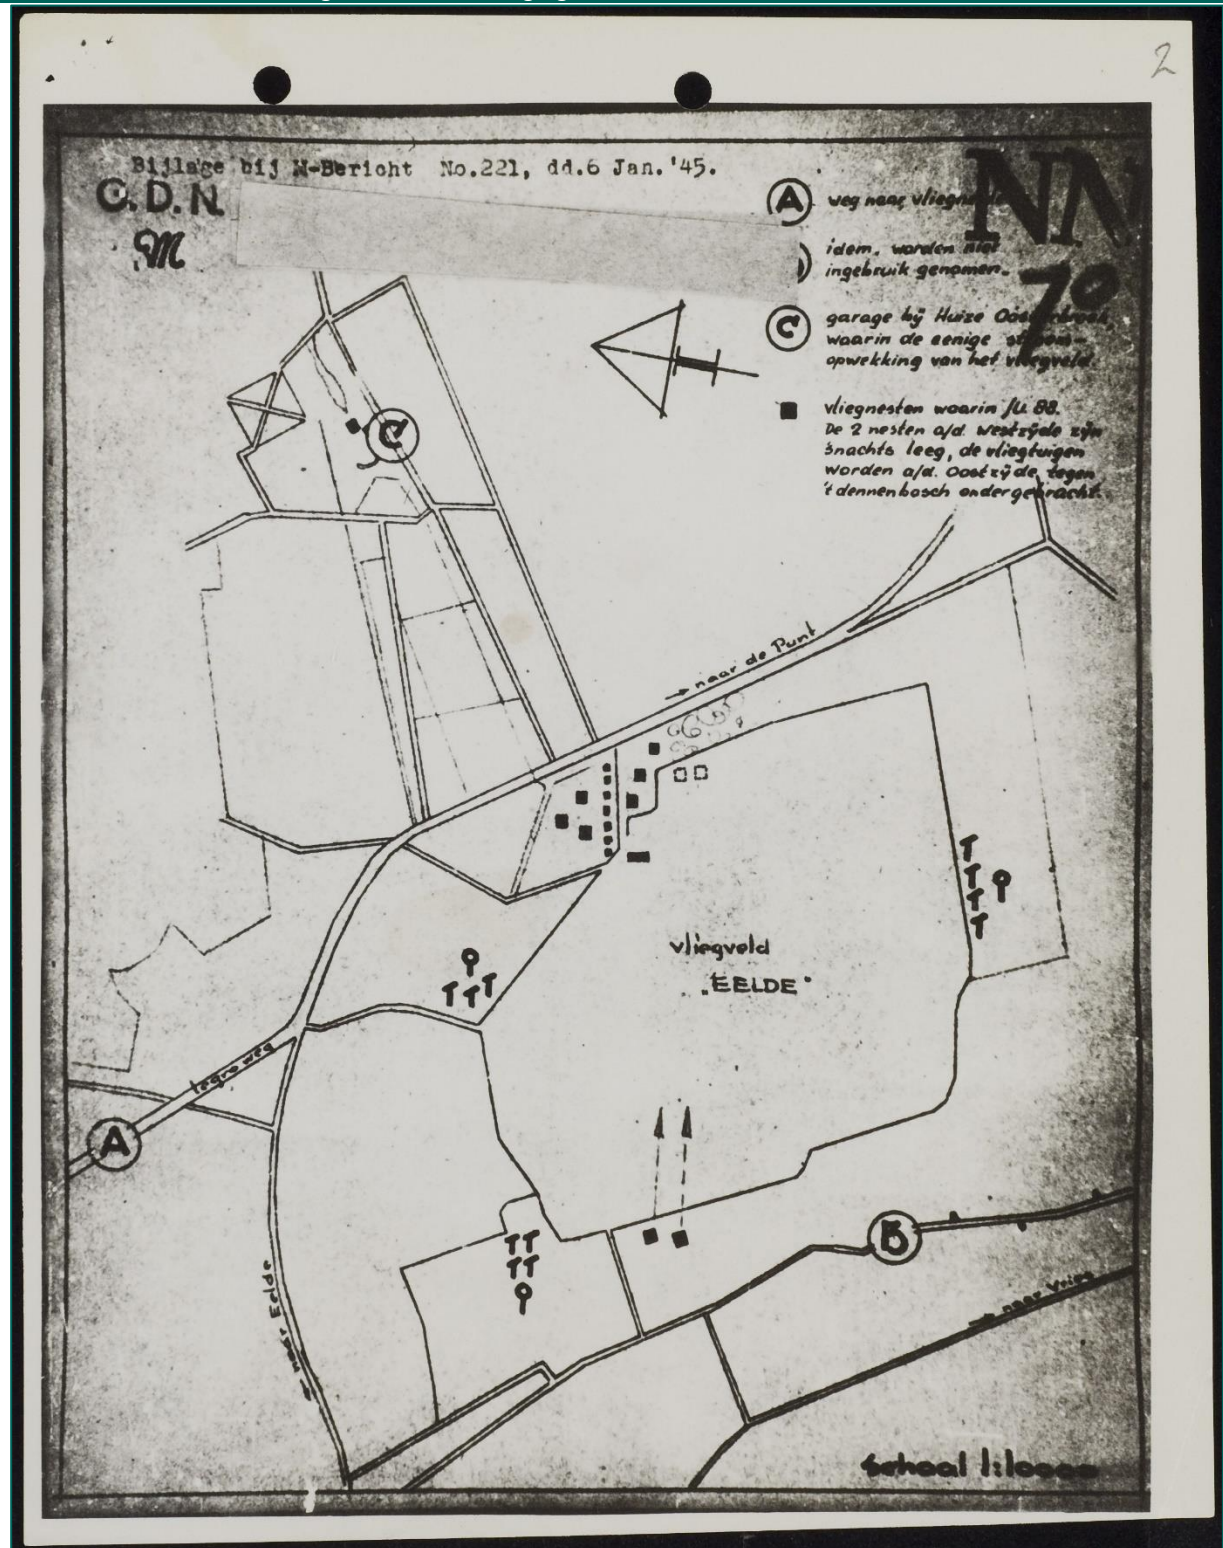 2
Bijlage bij M-Bericht No.221, dd.6 Jan.'45.
G.D.N.
M
NN
70
A weg naar
idem. worden niet
ingebruik genomen.
C garage bij Huize
waarin de eenige
opwekking van het vliegveld.
vliegnesten waarin JU 88.
De 2 nesten a/d. westzijde zijn
snachts leeg, de vliegtuigen
worden a/d. Oostzijde tegen
't dennenbosch ondergebracht.
C
→ naar de Punt
vliegveld
"EELDE"
legroweg
A
B
naar Eelde
→ naar Vries
Schaal 1:10000